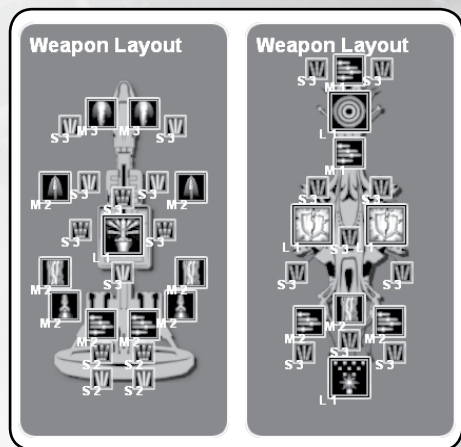 Weapon Layout
M 3 M 3
S 3 S 3
S 3 S 3
M 2 S 3 M 2
S 3 S 3
L 1
S 3
M 2 M 2
M 2 M 2
M 2 M 2
S 2 S 2
S 2 S 2
Weapon Layout
S 3 M 1 S 3
L 1
M 1
S 3 S 3
L 1 S 3 L 1
S 3 S 3
M 2 M 2 M 2
S 3 S 3 S 3
L 1